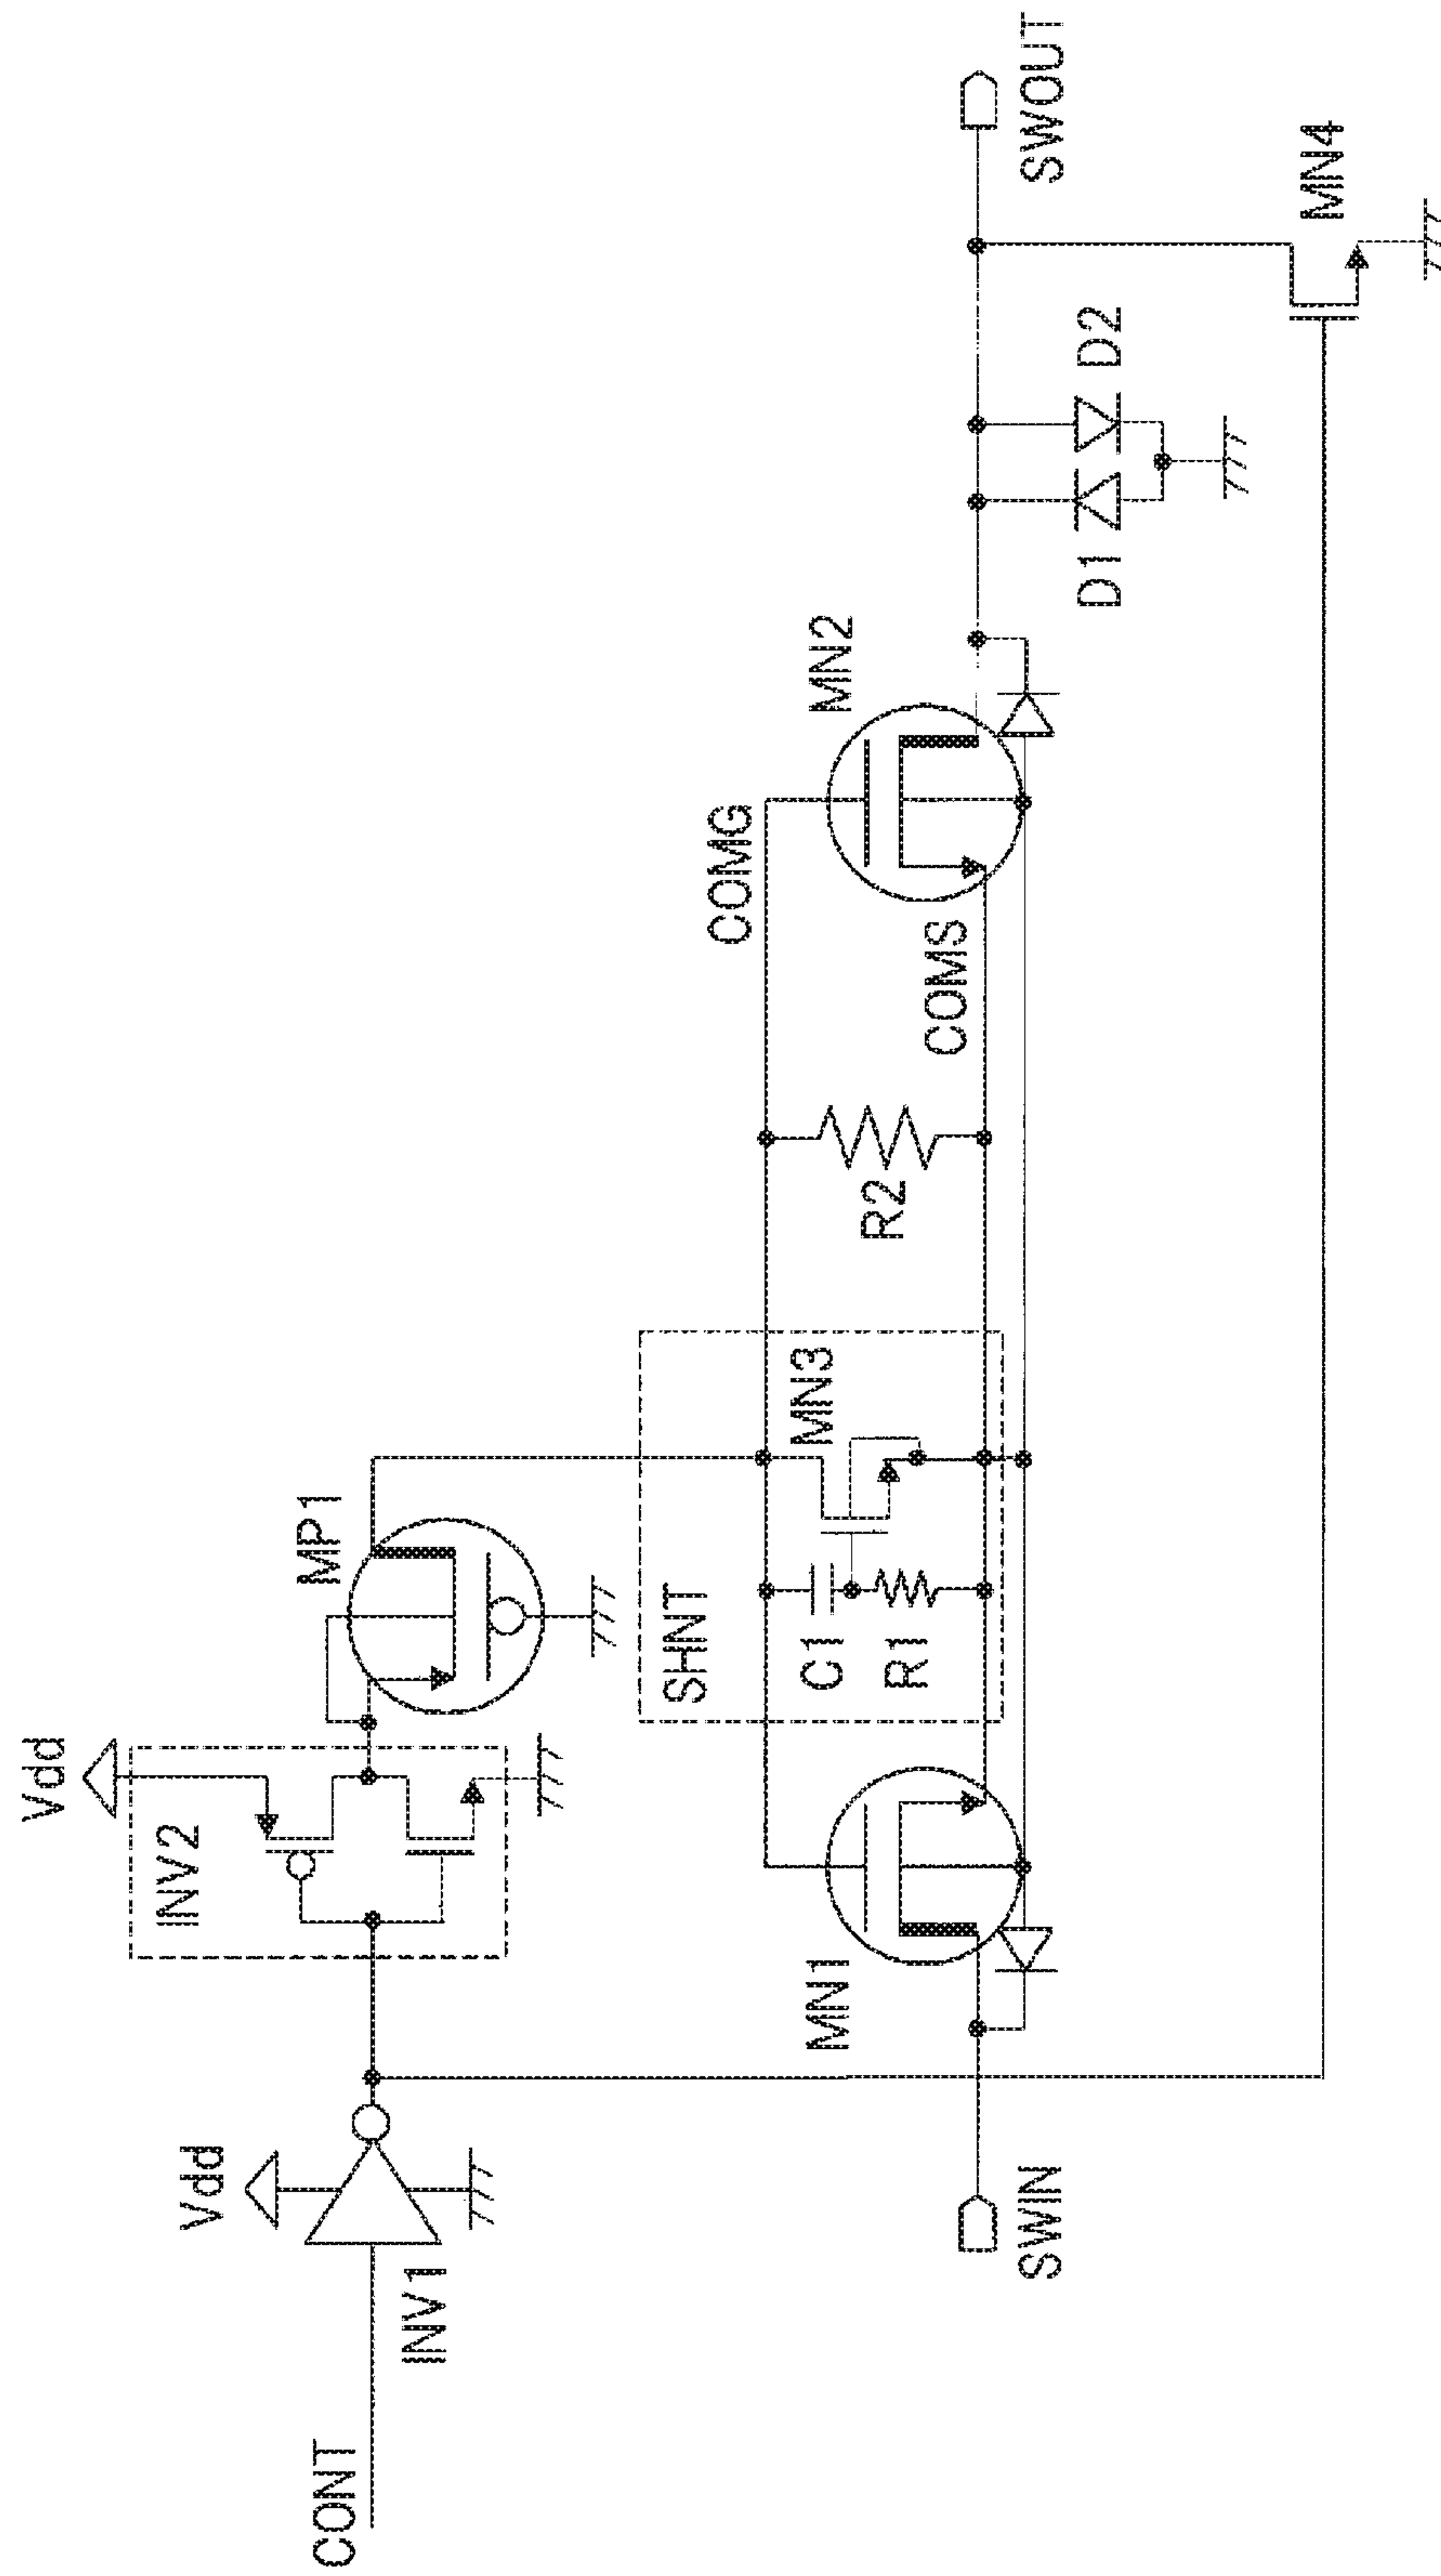 Vdd
Vdd
INV2
MP1
CONT
INV1
SHNT
MN3
COMG
MN2
C1
R1
R2
COMS
MN1
D1
D2
SWIN
SWOUT
MN4